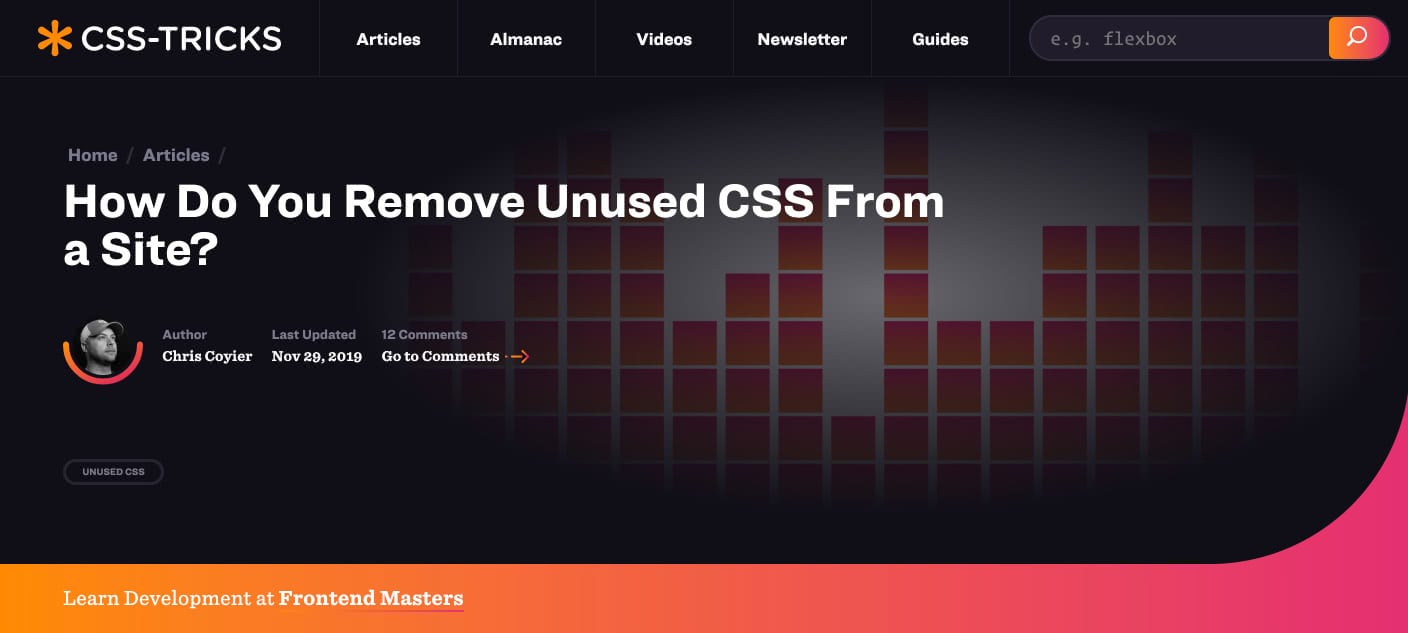 CSS-TRICKS
Articles
Almanac
Videos
Newsletter
Guides
e.g. flexbox
Home / Articles /
How Do You Remove Unused CSS From
a Site?
Author
Chris Coyier
Last Updated
Nov 29, 2019
12 Comments
Go to Comments
UNUSED CSS
Learn Development at Frontend Masters